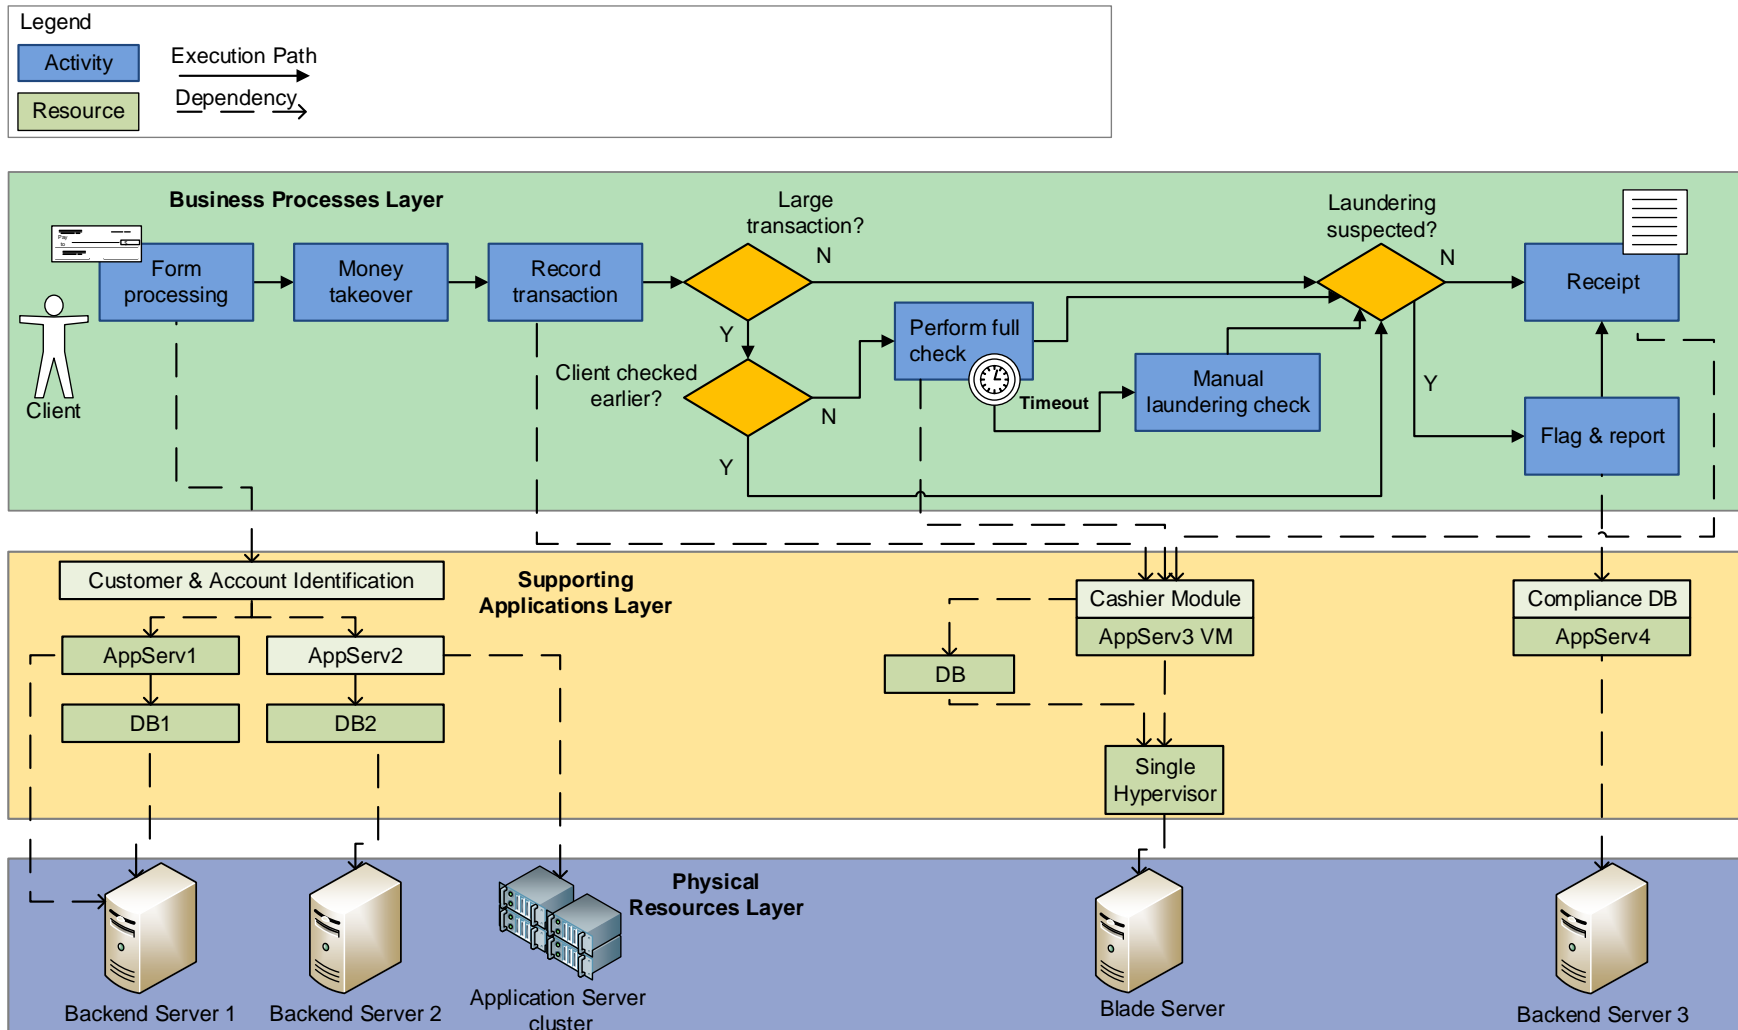 Legend
Activity
Execution Path
Resource
Dependency
Business Processes Layer
Large
transaction?
Laundering
suspected?
Pay
to
Form
processing
Money
takeover
Record
transaction
N
N
Receipt
Y
Perform full
check
Client checked
earlier?
N
Timeout
Manual
laundering check
Y
Client
Flag & report
Y
Customer & Account Identification
Supporting
Applications Layer
Cashier Module
Compliance DB
AppServ1
AppServ2
AppServ3 VM
AppServ4
DB
DB1
DB2
Single
Hypervisor
Physical
Resources Layer
Backend Server 1
Backend Server 2
Application Server
cluster
Blade Server
Backend Server 3